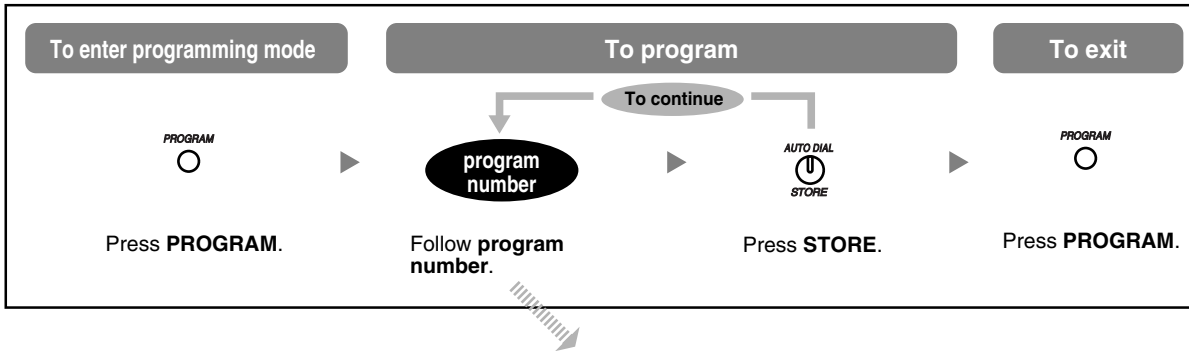 To enter programming mode
To program
To exit
To continue
PROGRAM
program
number
AUTO DIAL
STORE
PROGRAM
Press PROGRAM.
Follow program
number.
Press STORE.
Press PROGRAM.